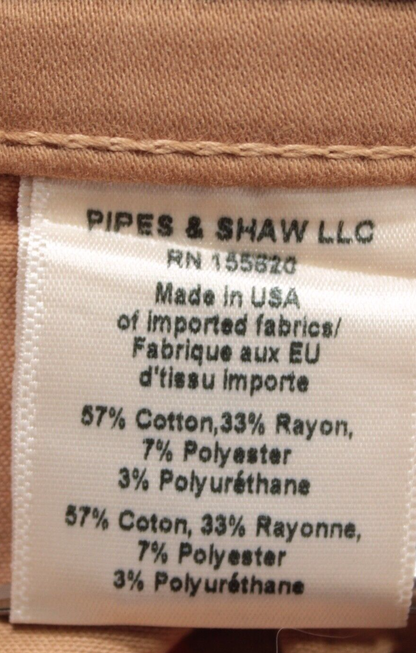 PIPES & SHAW LLC
RN 155820
Made in USA
of imported fabrics/
Fabrique aux EU
d'tissu importe
57% Cotton,33% Rayon,
7% Polyester
3% Polyuréthane
57% Coton, 33% Rayonne,
7% Polyester
3% Polyuréthane